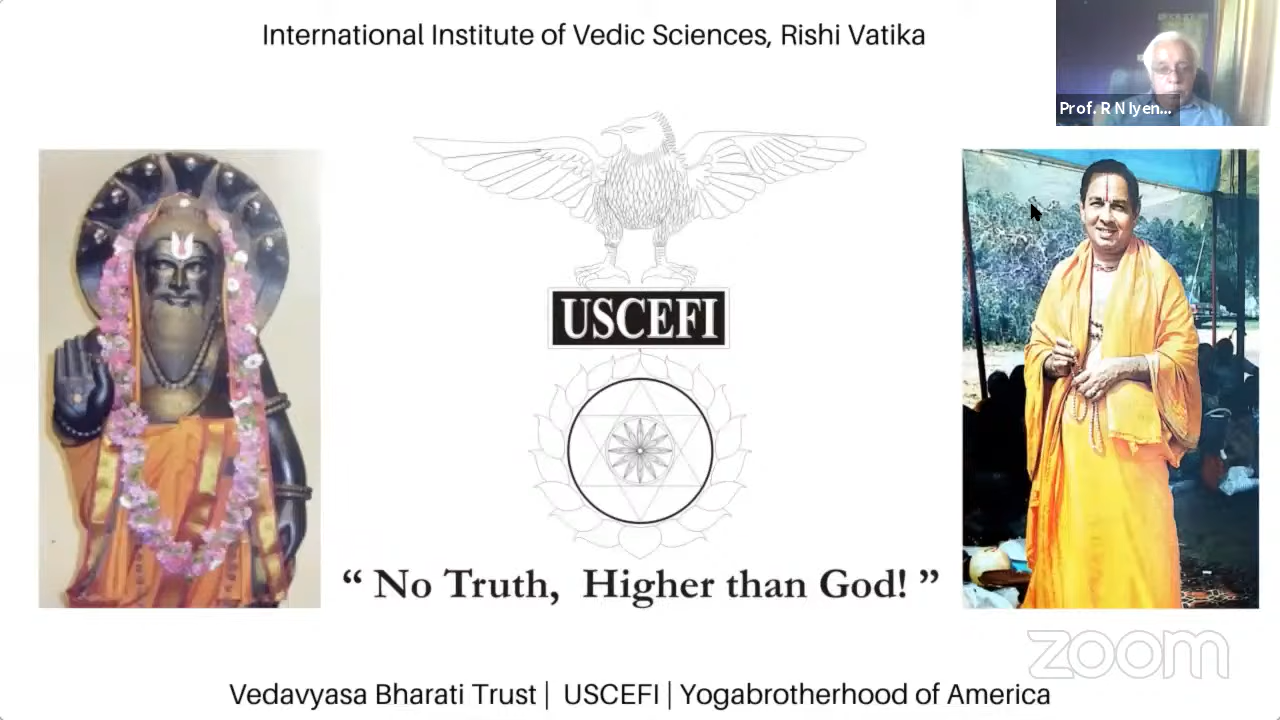 International Institute of Vedic Sciences, Rishi Vatika
Prof. R N Iyen...
USCEFI
“ No Truth,  Higher than God! ”
zoom
Vedavyasa Bharati Trust |  USCEFI | Yogabrotherhood of America